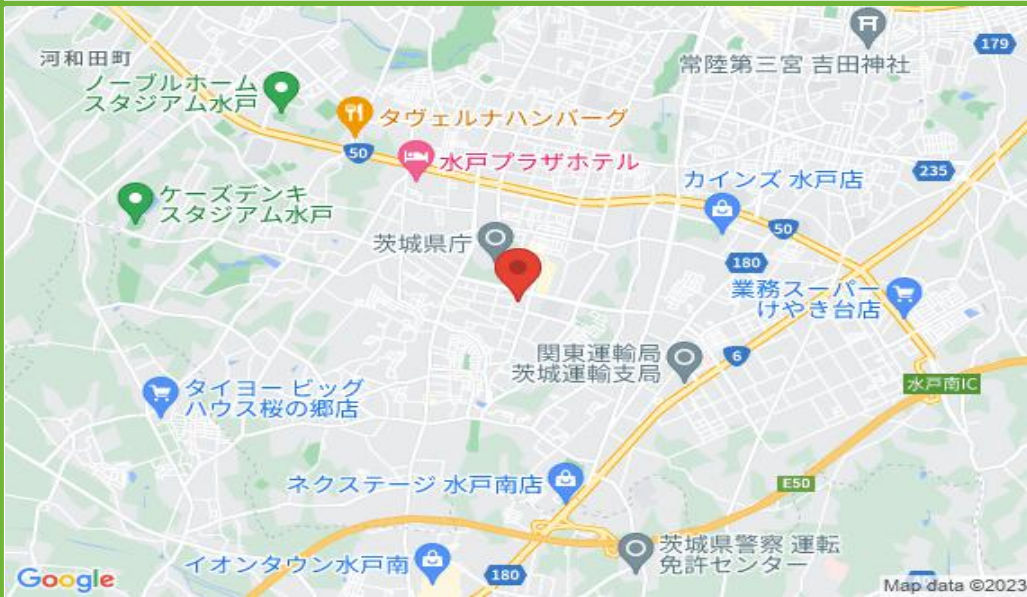 179
河和田町
常陸第三宮 吉田神社
ノーブルホーム
スタジアム水戸
タヴェルナハンバーグ
50
水戸プラザホテル
235
カインズ 水戸店
ケーズデンキ
スタジアム水戸
50
茨城県庁
180
業務スーパー
けやき台店
関東運輸局
茨城運輸支局
6
水戸南IC
タイヨー ビッグ
ハウス桜の郷店
ネクステージ 水戸南店
E50
茨城県警察 運転
免許センター
イオンタウン水戸南
180
Google
Map data ©2023